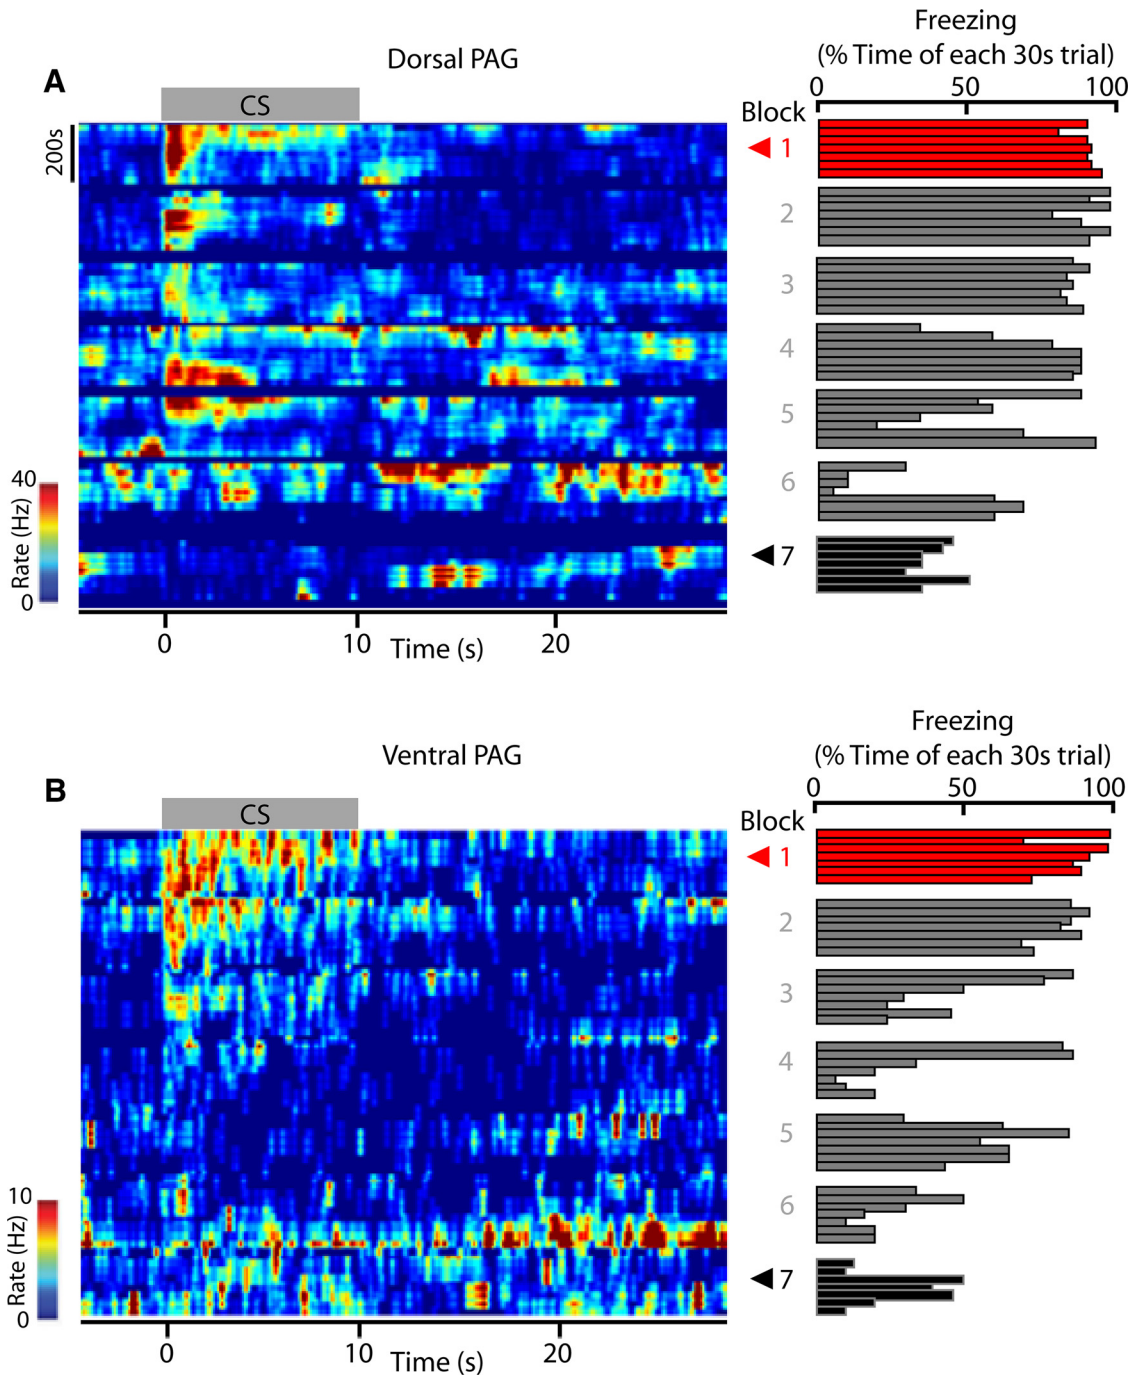 Freezing
(% Time of each 30s trial)
Dorsal PAG
A
CS
0 50 100
Block
200s
1
2
3
4
5
6
7
40
Rate (Hz)
0
0 10 20
Time (s)
Freezing
(% Time of each 30s trial)
Ventral PAG
B
CS
0 50 100
Block
1
2
3
4
5
6
7
10
Rate (Hz)
0
0 10 20
Time (s)